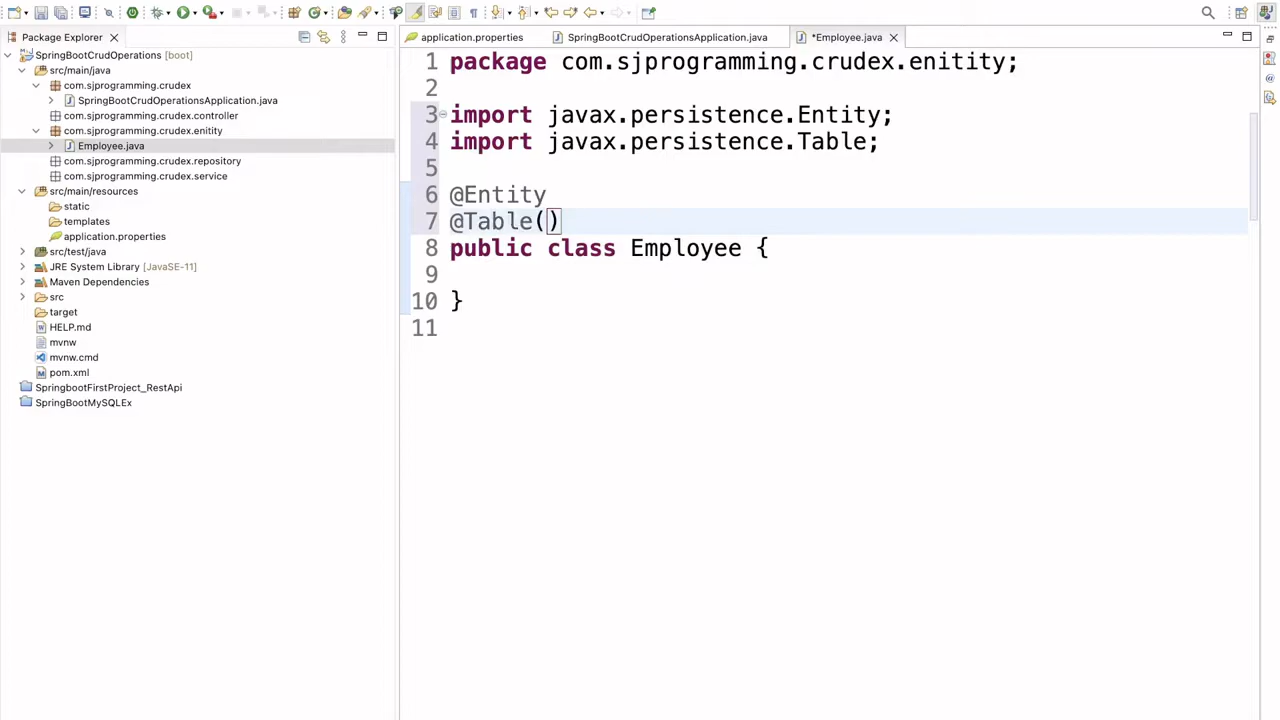 Package Explorer
SpringBootCrudOperations [boot]
src/main/java
com.sjprogramming.crudex
SpringBootCrudOperationsApplication.java
com.sjprogramming.crudex.controller
com.sjprogramming.crudex.enitity
Employee.java
com.sjprogramming.crudex.repository
com.sjprogramming.crudex.service
src/main/resources
static
templates
application.properties
src/test/java
JRE System Library [JavaSE-11]
Maven Dependencies
src
target
HELP.md
mvnw
mvnw.cmd
pom.xml
SpringbootFirstProject_RestApi
SpringBootMySQLEx
application.properties
SpringBootCrudOperationsApplication.java
*Employee.java
1 package com.sjprogramming.crudex.enitity;
2
3 import javax.persistence.Entity;
4 import javax.persistence.Table;
5
6 @Entity
7 @Table()
8 public class Employee {
9
10 }
11